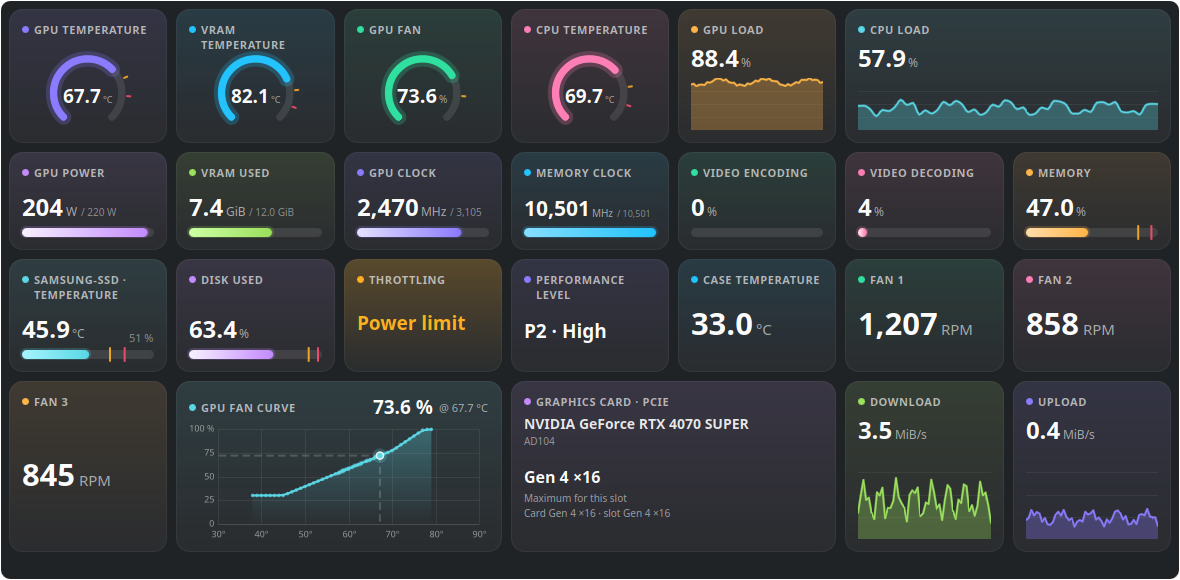 GPU TEMPERATURE
67.7 °C
VRAM
TEMPERATURE
82.1 °C
GPU FAN
73.6 %
CPU TEMPERATURE
69.7 °C
GPU LOAD
88.4 %
CPU LOAD
57.9 %
GPU POWER
204 W / 220 W
VRAM USED
7.4 GiB / 12.0 GiB
GPU CLOCK
2,470 MHz / 3,105
MEMORY CLOCK
10,501 MHz / 10,501
VIDEO ENCODING
0 %
VIDEO DECODING
4 %
MEMORY
47.0 %
SAMSUNG-SSD ·
TEMPERATURE
45.9 °C
51 %
DISK USED
63.4 %
THROTTLING
Power limit
PERFORMANCE
LEVEL
P2 · High
CASE TEMPERATURE
33.0 °C
FAN 1
1,207 RPM
FAN 2
858 RPM
FAN 3
845 RPM
GPU FAN CURVE
73.6 % @ 67.7 °C
100 %
75
50
25
0
30° 40° 50° 60° 70° 80° 90°
GRAPHICS CARD · PCIE
NVIDIA GeForce RTX 4070 SUPER
AD104
Gen 4 ×16
Maximum for this slot
Card Gen 4 ×16 · slot Gen 4 ×16
DOWNLOAD
3.5 MiB/s
UPLOAD
0.4 MiB/s